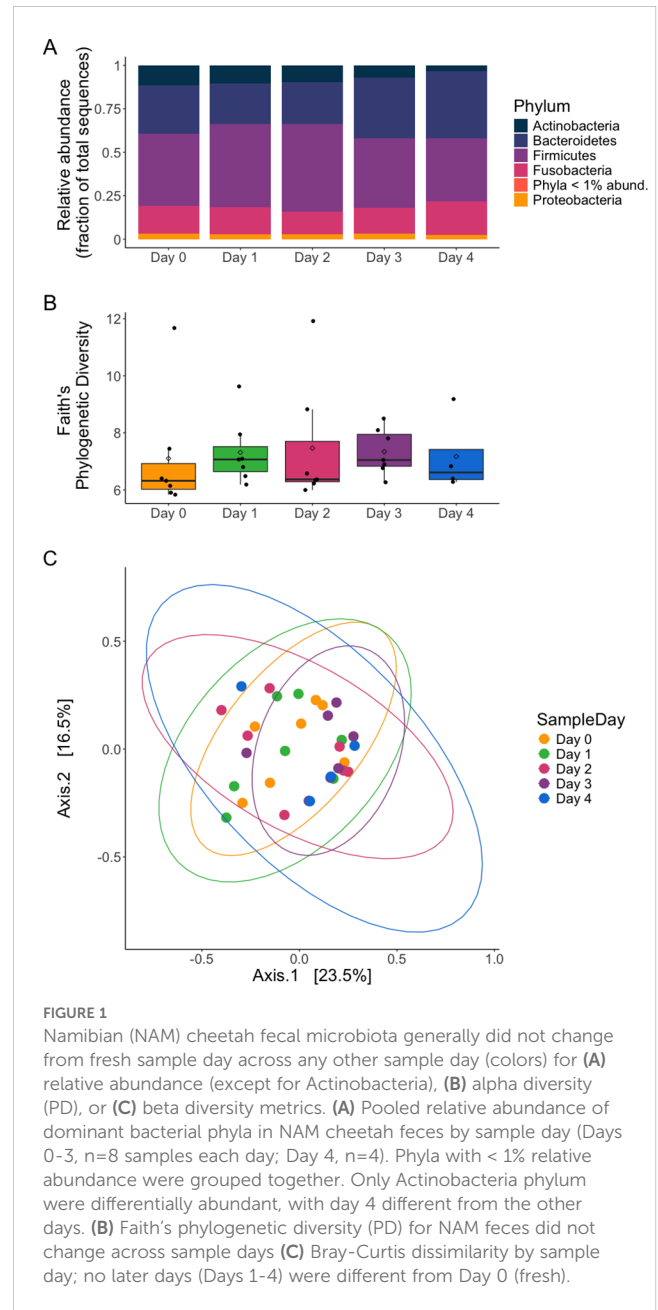 A
Relative abundance
(fraction of total sequences)
1
0.75
0.5
0.25
0
Day 0 Day 1 Day 2 Day 3 Day 4
Phylum
Actinobacteria
Bacteroidetes
Firmicutes
Fusobacteria
Phyla < 1% abund.
Proteobacteria
B
Faith's
Phylogenetic Diversity
12
10
8
6
Day 0 Day 1 Day 2 Day 3 Day 4
C
Axis.2 [16.5%]
0.5
0.0
-0.5
-0.5 0.0 0.5 1.0
Axis.1 [23.5%]
SampleDay
Day 0
Day 1
Day 2
Day 3
Day 4
FIGURE 1
Namibian (NAM) cheetah fecal microbiota generally did not change
from fresh sample day across any other sample day (colors) for (A)
relative abundance (except for Actinobacteria), (B) alpha diversity
(PD), or (C) beta diversity metrics. (A) Pooled relative abundance of
dominant bacterial phyla in NAM cheetah feces by sample day (Days
0-3, n=8 samples each day; Day 4, n=4). Phyla with < 1% relative
abundance were grouped together. Only Actinobacteria phylum
were differentially abundant, with day 4 different from the other
days. (B) Faith's phylogenetic diversity (PD) for NAM feces did not
change across sample days (C) Bray-Curtis dissimilarity by sample
day; no later days (Days 1-4) were different from Day 0 (fresh).